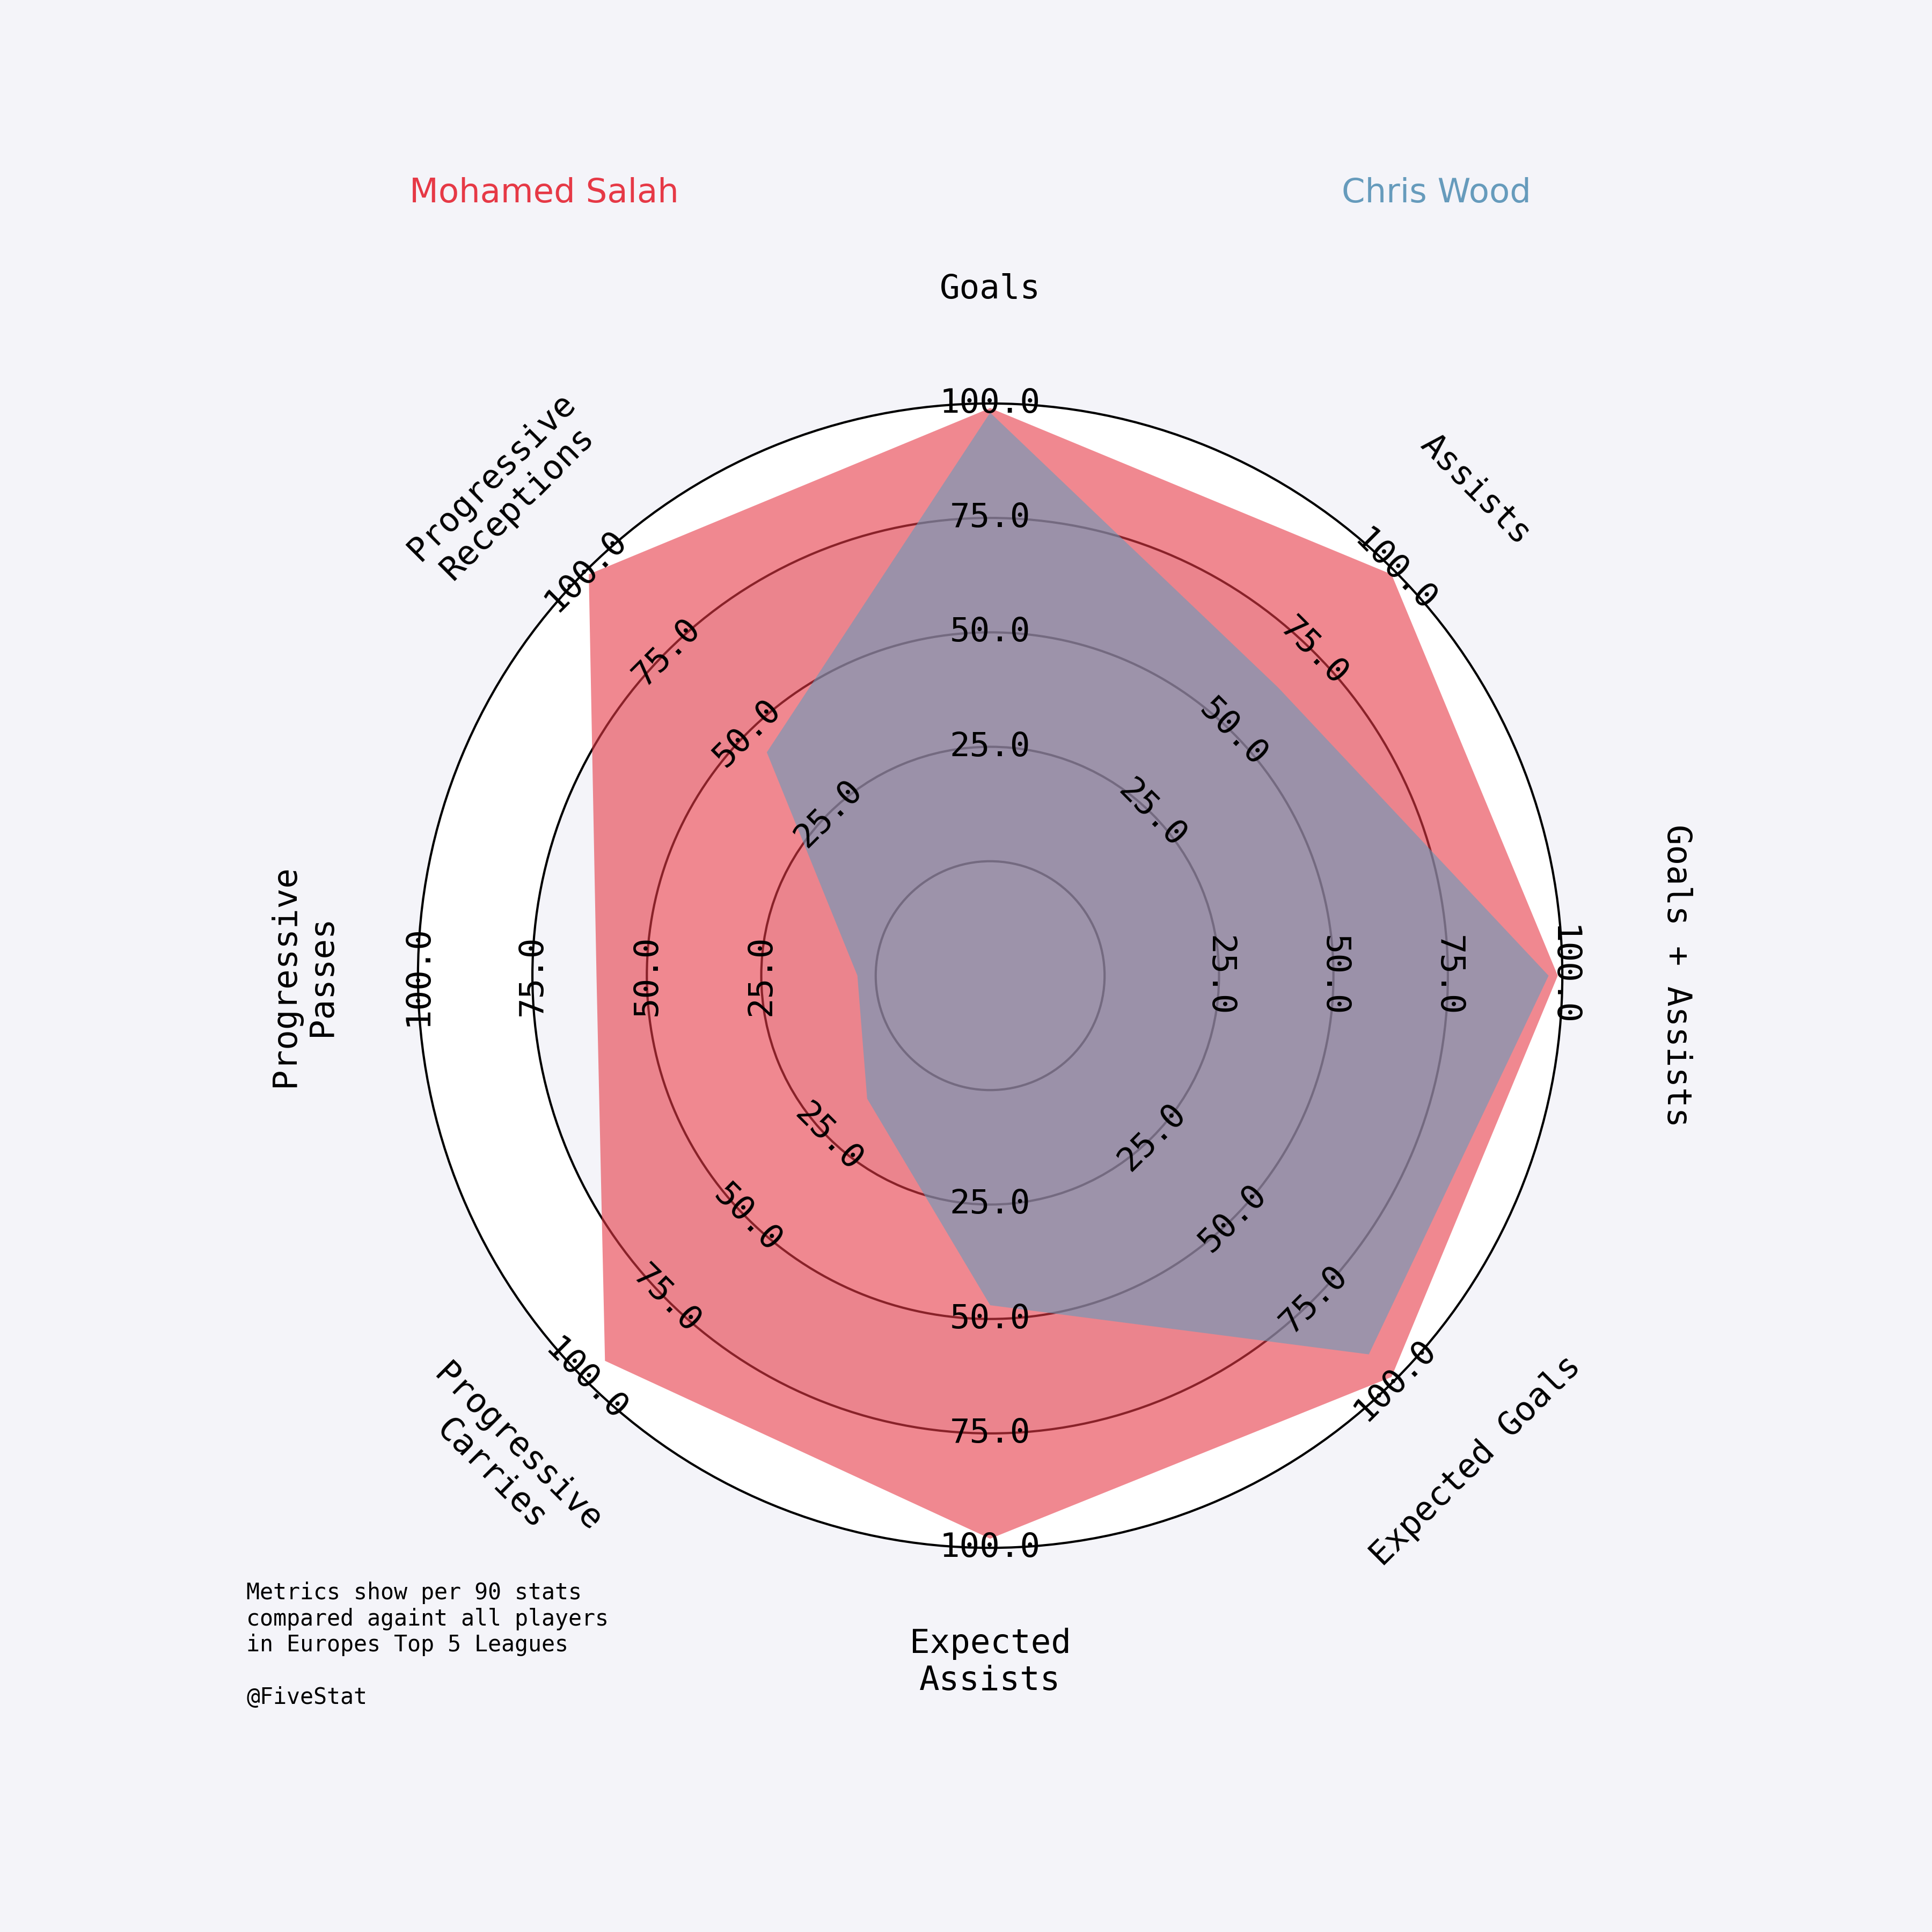 Mohamed Salah
Chris Wood
Goals
Assists
Goals + Assists
Expected Goals
Expected
Assists
Progressive
Carries
Progressive
Passes
Progressive
Receptions
25.0
50.0
75.0
100.0
25.0
50.0
75.0
100.0
25.0
50.0
75.0
100.0
25.0
50.0
75.0
100.0
25.0
50.0
75.0
100.0
25.0
50.0
75.0
100.0
25.0
50.0
75.0
100.0
25.0
50.0
75.0
100.0
Metrics show per 90 stats
compared againt all players
in Europes Top 5 Leagues
@FiveStat